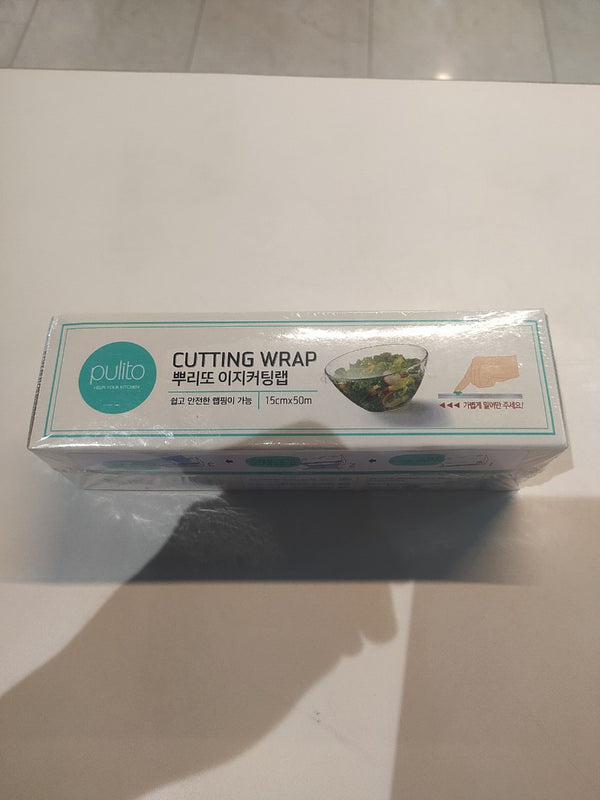 pulito
HELP! YOUR KITCHEN
CUTTING WRAP
뿌리또 이지커팅랩
쉽고 안전한 랩핑이 가능
15cmx50m
◀◀◀ 가볍게 밀어만 주세요!